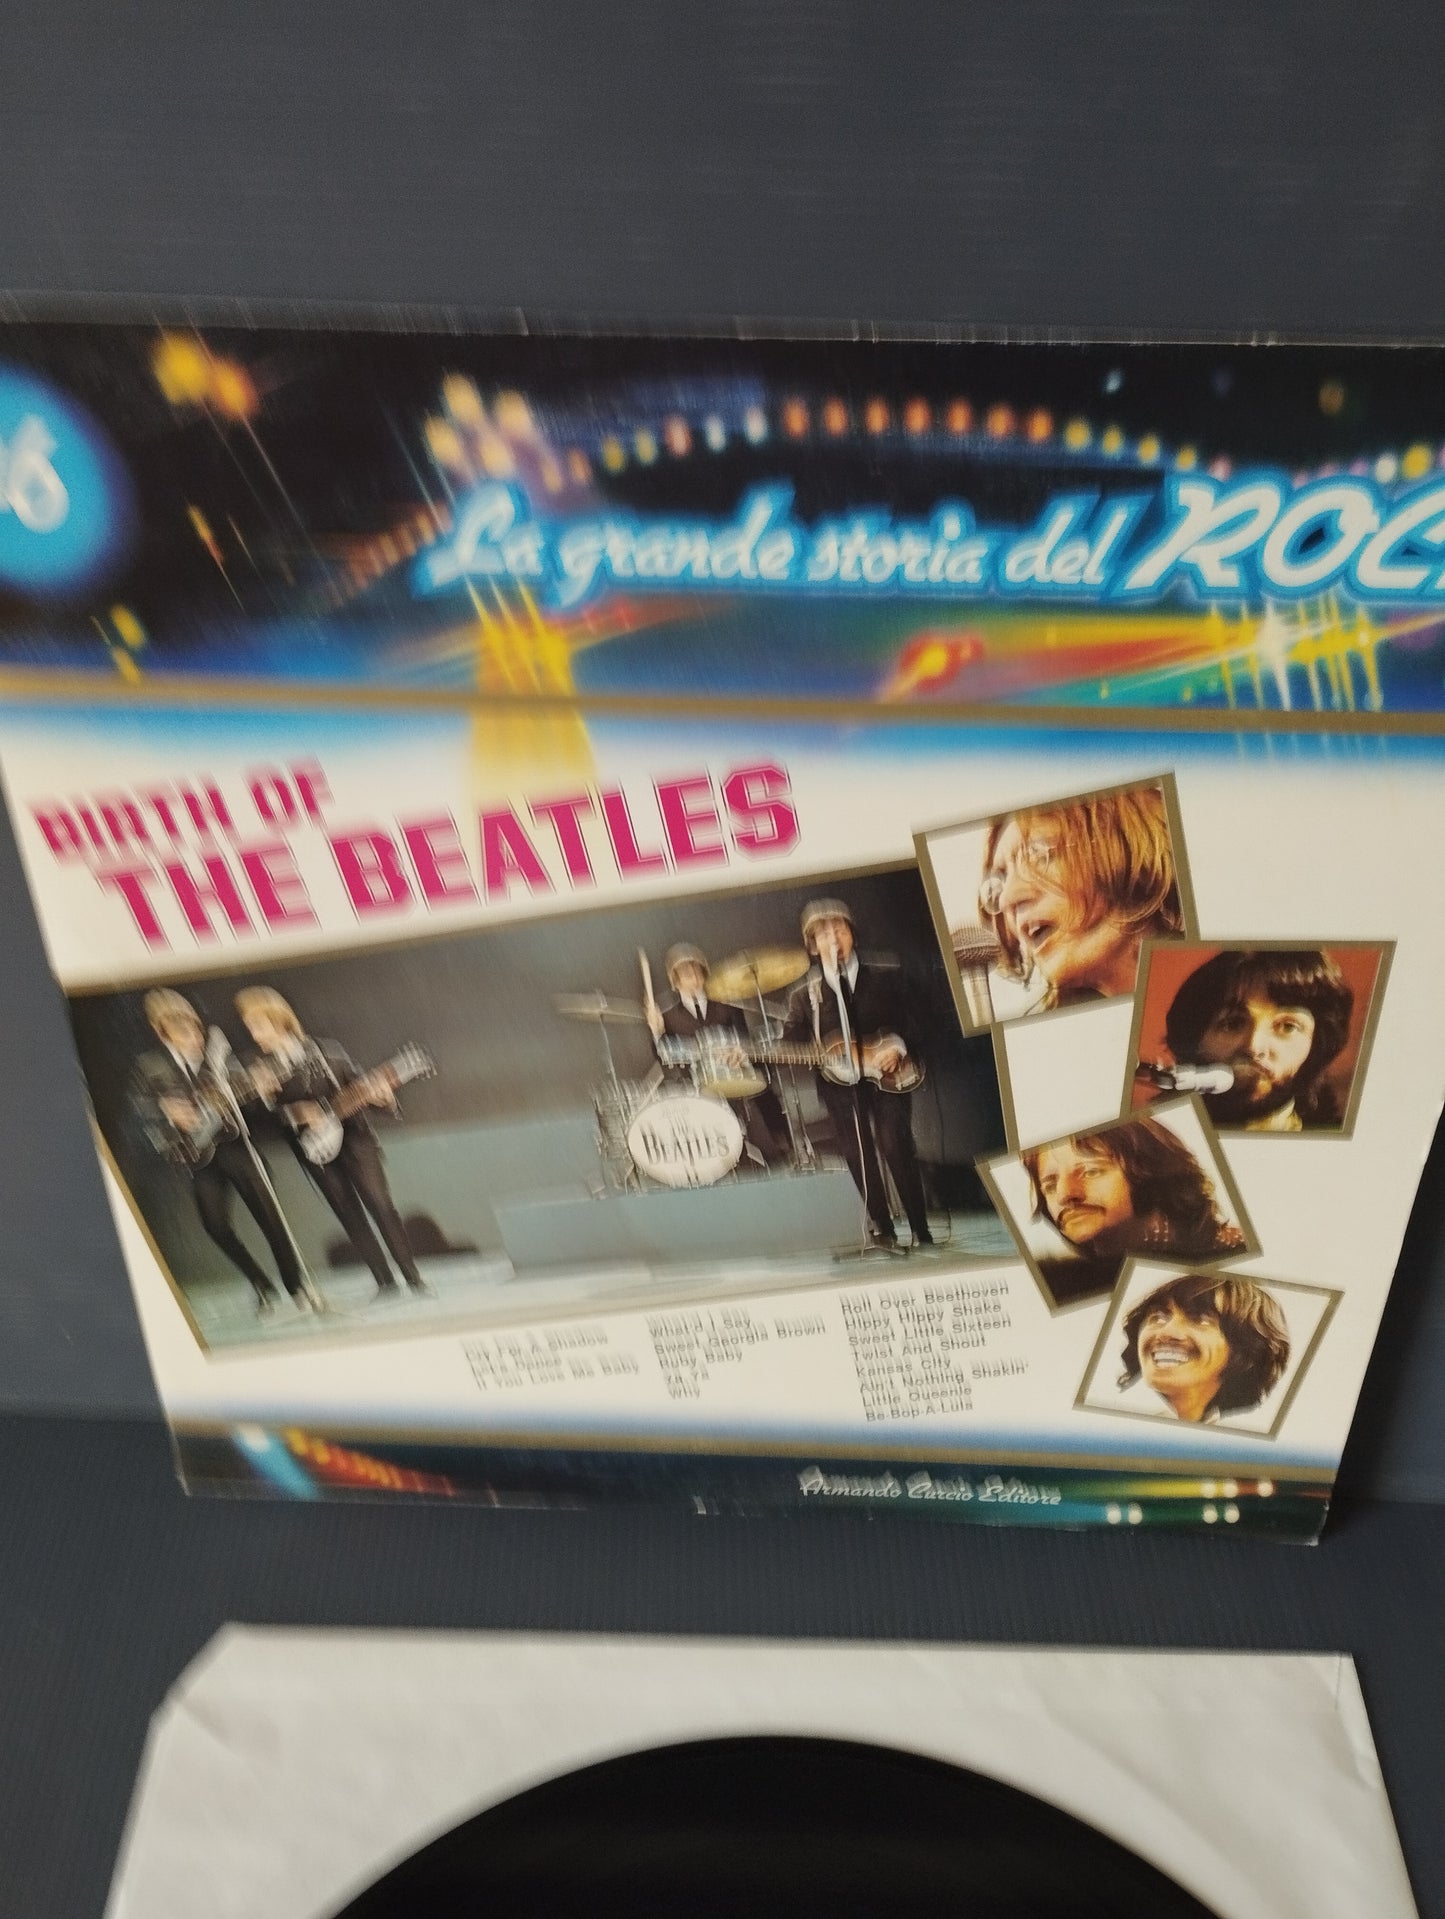 La grande storia del ROC
BIRTH OF
THE BEATLES
THE
BEATLES
Cry For A Shadow
Let's Dance
If You Love Me Baby
What'd I Say
Sweet Georgia Brown
Ruby Baby
Ya Ya
Why
Roll Over Beethoven
Hippy Hippy Shake
Sweet Little Sixteen
Twist And Shout
Kansas City
Ain't Nothing Shakin'
Little Queenie
Be-Bop-A-Lula
Armando Curcio Editore